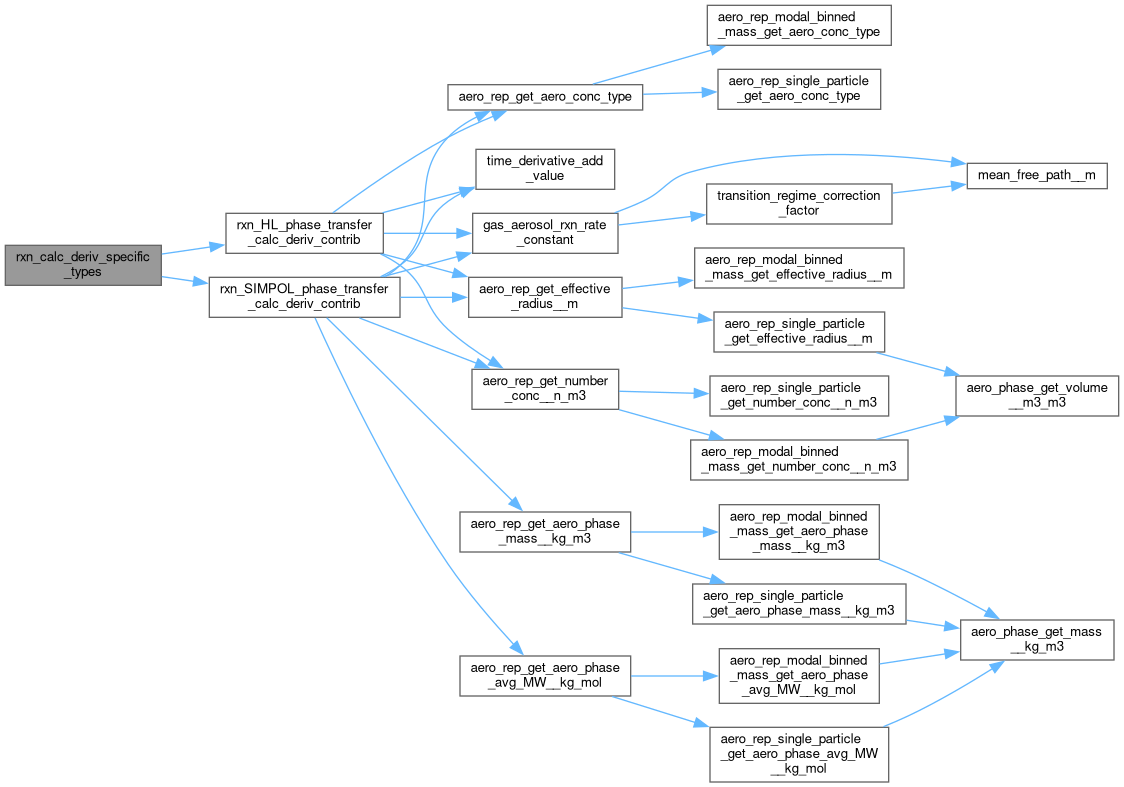 rxn_calc_deriv_specific
_types
rxn_HL_phase_transfer
_calc_deriv_contrib
rxn_SIMPOL_phase_transfer
_calc_deriv_contrib
aero_rep_get_aero_conc_type
time_derivative_add
_value
gas_aerosol_rxn_rate
_constant
aero_rep_get_effective
_radius__m
aero_rep_get_number
_conc__n_m3
aero_rep_get_aero_phase
_mass__kg_m3
aero_rep_get_aero_phase
_avg_MW__kg_mol
aero_rep_modal_binned
_mass_get_aero_conc_type
aero_rep_single_particle
_get_aero_conc_type
transition_regime_correction
_factor
aero_rep_modal_binned
_mass_get_effective_radius__m
aero_rep_single_particle
_get_effective_radius__m
aero_rep_single_particle
_get_number_conc__n_m3
aero_rep_modal_binned
_mass_get_number_conc__n_m3
aero_rep_modal_binned
_mass_get_aero_phase
_mass__kg_m3
aero_rep_single_particle
_get_aero_phase_mass__kg_m3
aero_rep_modal_binned
_mass_get_aero_phase
_avg_MW__kg_mol
aero_rep_single_particle
_get_aero_phase_avg_MW
__kg_mol
mean_free_path__m
aero_phase_get_volume
__m3_m3
aero_phase_get_mass
__kg_m3